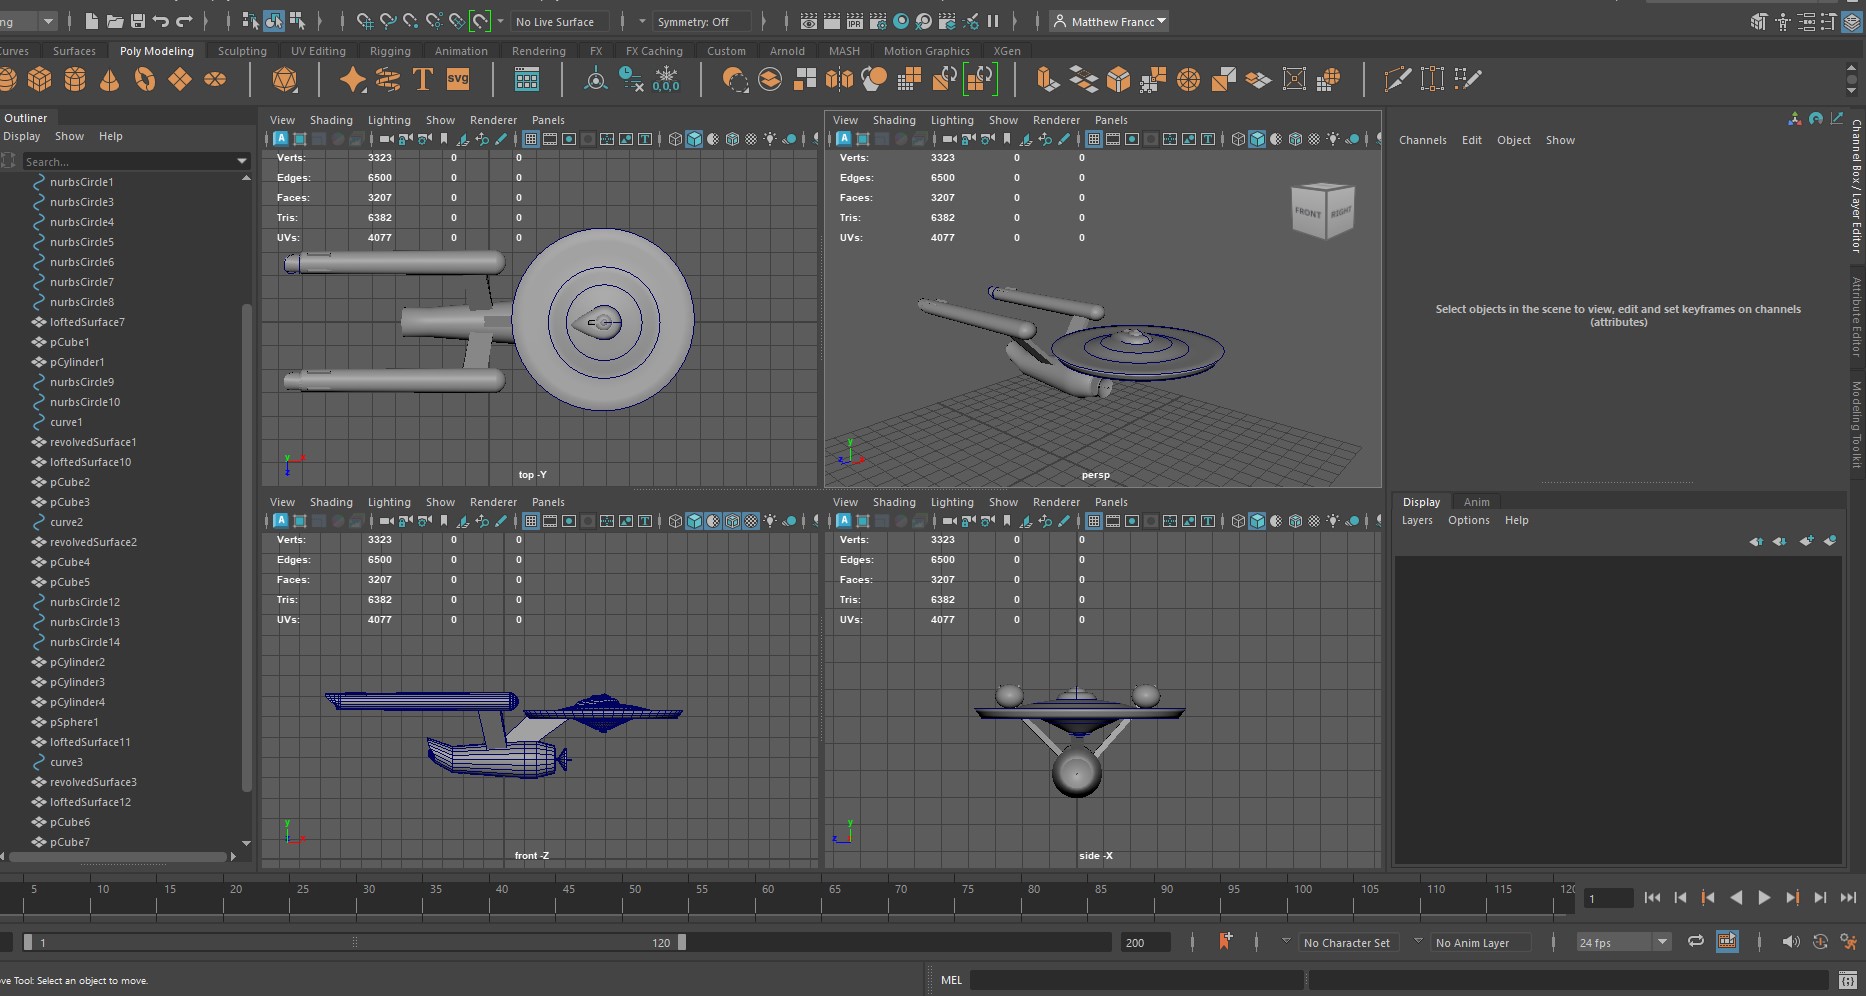 ng
No Live Surface
Symmetry: Off
IPR
Matthew Francc
urves Surfaces Poly Modeling Sculpting UV Editing Rigging Animation Rendering FX FX Caching Custom Arnold MASH Motion Graphics XGen
T SVG 0,0,0
Outliner
Display Show Help
Search...
nurbsCircle1
nurbsCircle3
nurbsCircle4
nurbsCircle5
nurbsCircle6
nurbsCircle7
nurbsCircle8
loftedSurface7
pCube1
pCylinder1
nurbsCircle9
nurbsCircle10
curve1
revolvedSurface1
loftedSurface10
pCube2
pCube3
curve2
revolvedSurface2
pCube4
pCube5
nurbsCircle12
nurbsCircle13
nurbsCircle14
pCylinder2
pCylinder3
pCylinder4
pSphere1
loftedSurface11
curve3
revolvedSurface3
loftedSurface12
pCube6
pCube7
View Shading Lighting Show Renderer Panels
Verts: 3323 0 0
Edges: 6500 0 0
Faces: 3207 0 0
Tris: 6382 0 0
UVs: 4077 0 0
top -Y
View Shading Lighting Show Renderer Panels
Verts: 3323 0 0
Edges: 6500 0 0
Faces: 3207 0 0
Tris: 6382 0 0
UVs: 4077 0 0
FRONT RIGHT
persp
View Shading Lighting Show Renderer Panels
Verts: 3323 0 0
Edges: 6500 0 0
Faces: 3207 0 0
Tris: 6382 0 0
UVs: 4077 0 0
front -Z
View Shading Lighting Show Renderer Panels
Verts: 3323 0 0
Edges: 6500 0 0
Faces: 3207 0 0
Tris: 6382 0 0
UVs: 4077 0 0
side -X
Channels Edit Object Show
Select objects in the scene to view, edit and set keyframes on channels
(attributes)
Display Anim
Layers Options Help
Channel Box / Layer Editor
Attribute Editor
Modeling Toolkit
5 10 15 20 25 30 35 40 45 50 55 60 65 70 75 80 85 90 95 100 105 110 115 120
1
1 120 200
No Character Set
No Anim Layer
24 fps
ve Tool: Select an object to move.
MEL